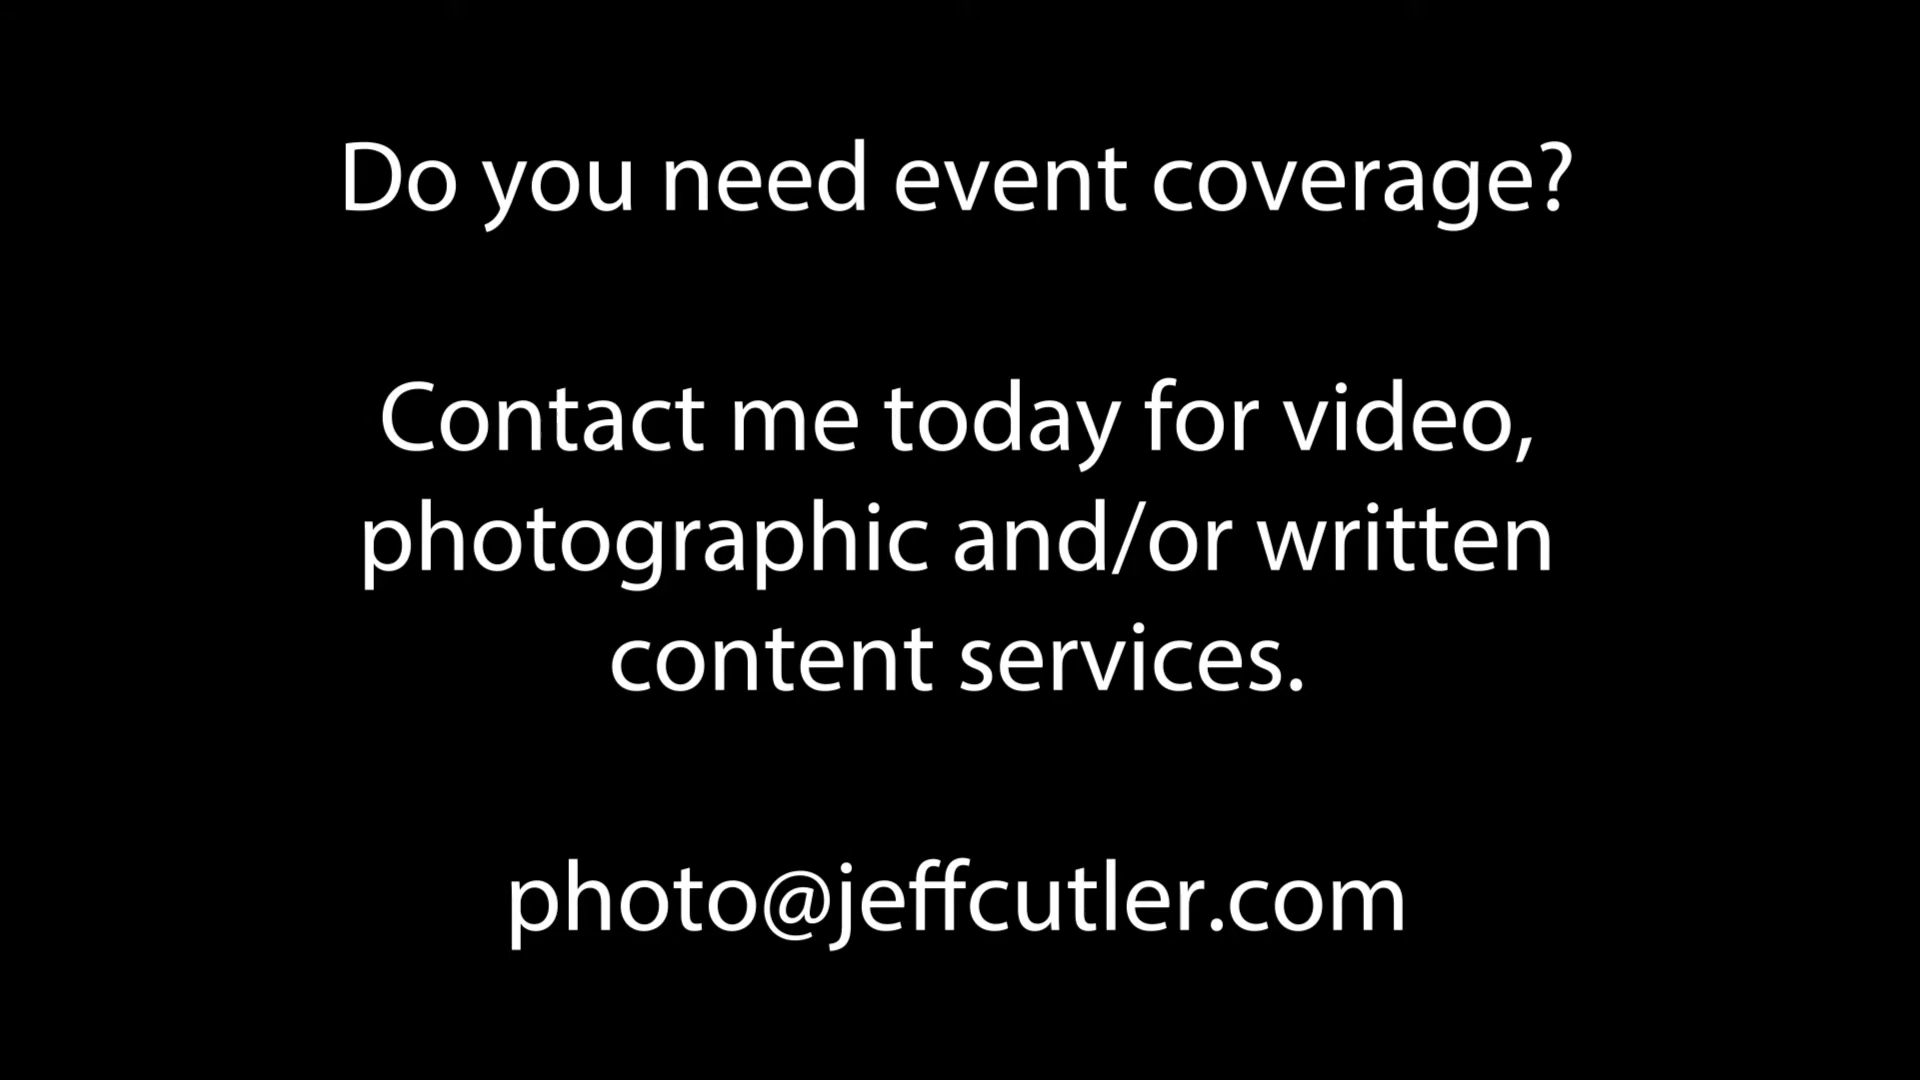 Do you need event coverage?
Contact me today for video,
photographic and/or written
content services.
photo@jeffcutler.com